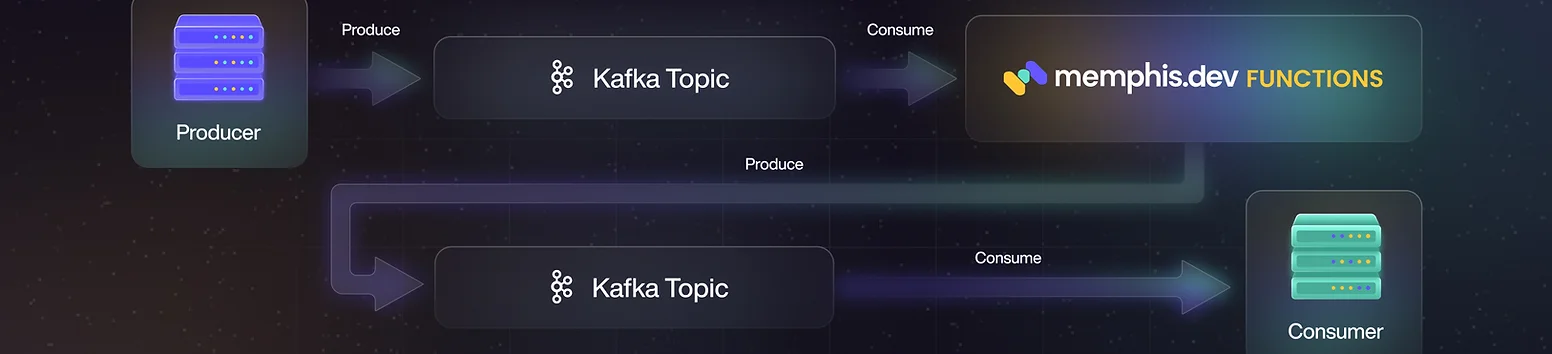 Produce
Consume
Kafka Topic
memphis.dev FUNCTIONS
Producer
Produce
Consume
Kafka Topic
Consumer